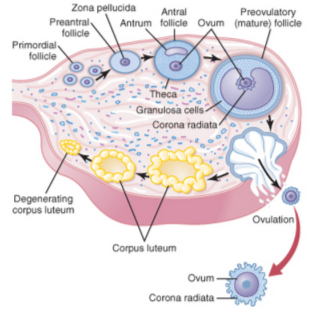 Zona pellucida
Preantral
follicle
Antrum
Antral
follicle
Ovum
Preovulatory
(mature) follicle
Primordial
follicle
Theca
Granulosa cells
Corona radiata
Degenerating
corpus luteum
Corpus luteum
Ovulation
Ovum
Corona radiata